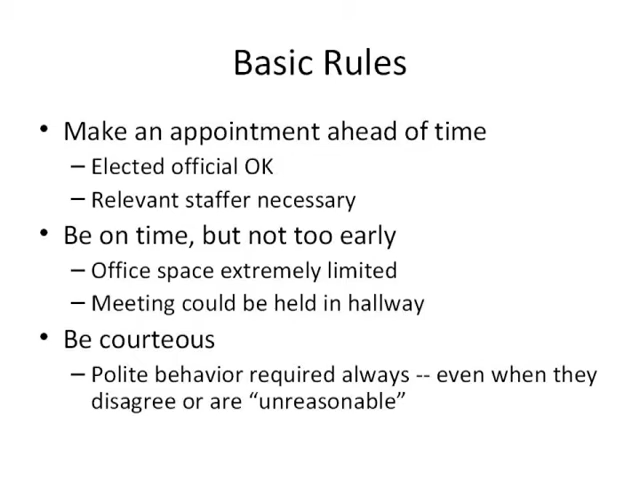 Basic Rules
• Make an appointment ahead of time
– Elected official OK
– Relevant staffer necessary
• Be on time, but not too early
– Office space extremely limited
– Meeting could be held in hallway
• Be courteous
– Polite behavior required always -- even when they
disagree or are “unreasonable”